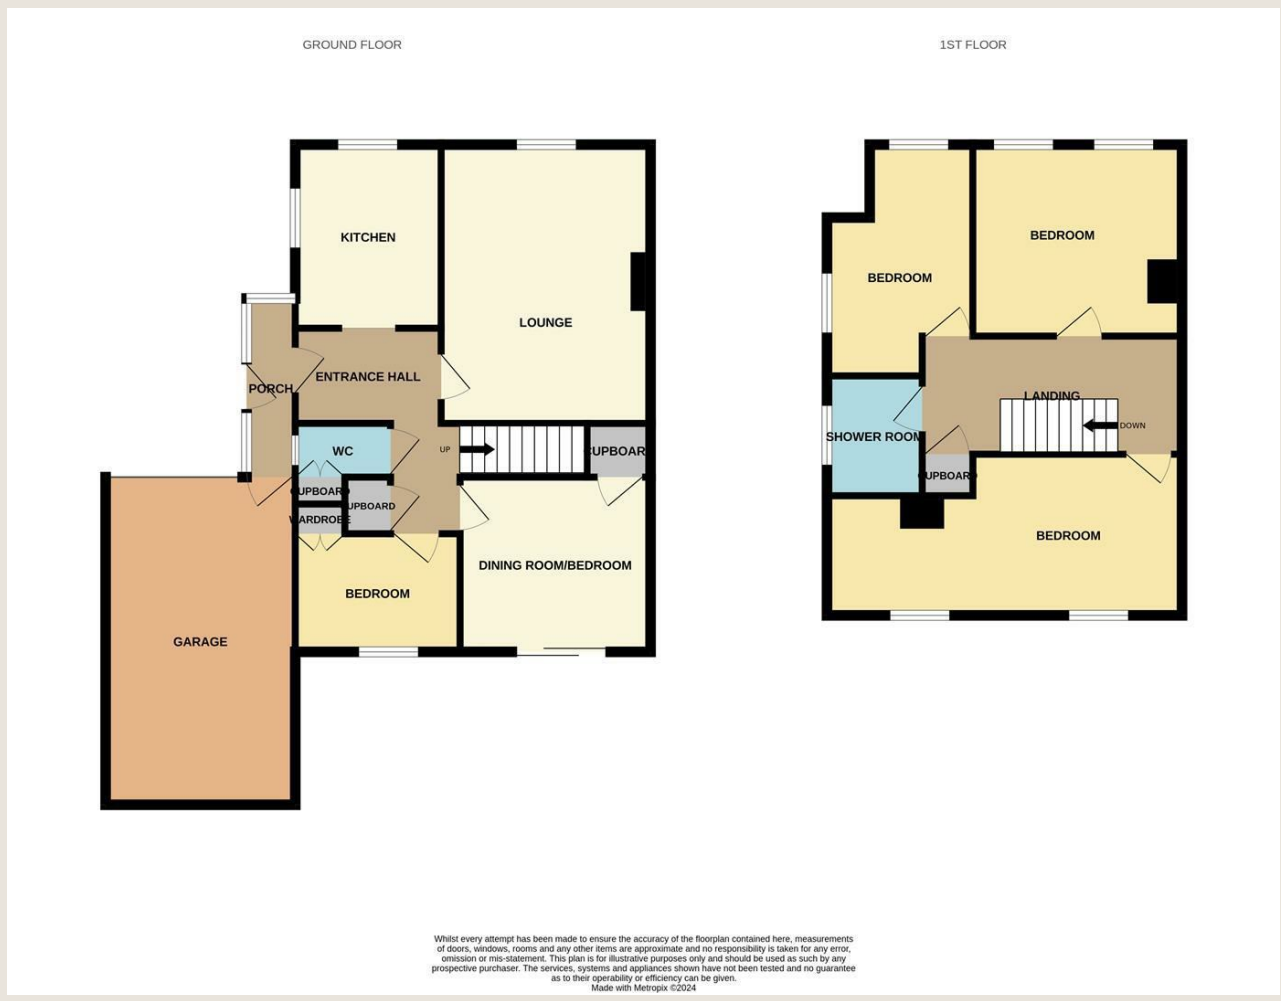 GROUND FLOOR
1ST FLOOR
KITCHEN
LOUNGE
ENTRANCE HALL
PORCH
WC
UP
CUPBOARD
CUPBOARD
UPBOARD
WARDROBE
BEDROOM
DINING ROOM/BEDROOM
GARAGE
BEDROOM
BEDROOM
LANDING
DOWN
SHOWER ROOM
CUPBOARD
BEDROOM
Whilst every attempt has been made to ensure the accuracy of the floorplan contained here, measurements
of doors, windows, rooms and any other items are approximate and no responsibility is taken for any error,
omission or mis-statement. This plan is for illustrative purposes only and should be used as such by any
prospective purchaser. The services, systems and appliances shown have not been tested and no guarantee
as to their operability or efficiency can be given.
Made with Metropix ©2024